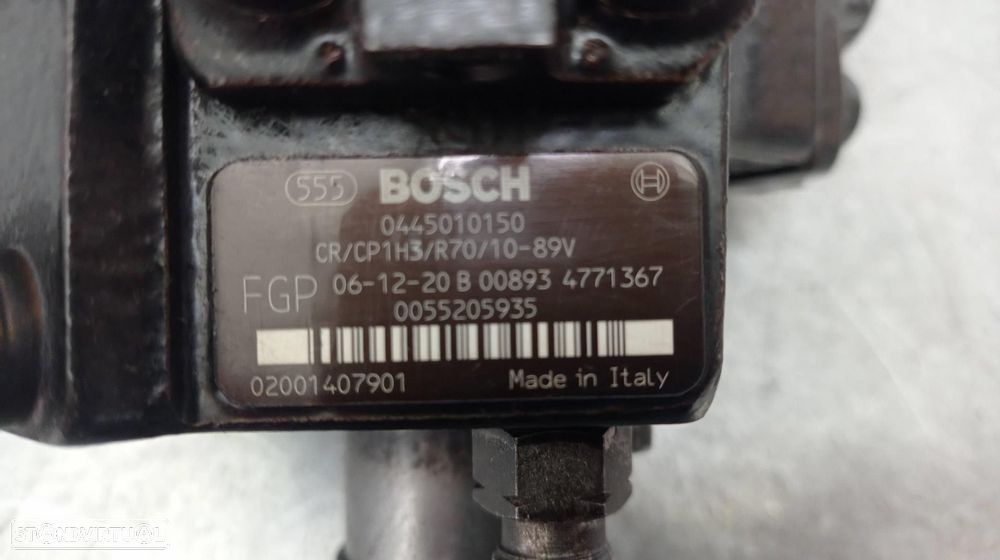 555 BOSCH
0445010150
CR/CP1H3/R70/10-89V
FGP 06-12-20 B 00893 4771367
0055205935
02001407901 Made in Italy
STANDVIRTUAL